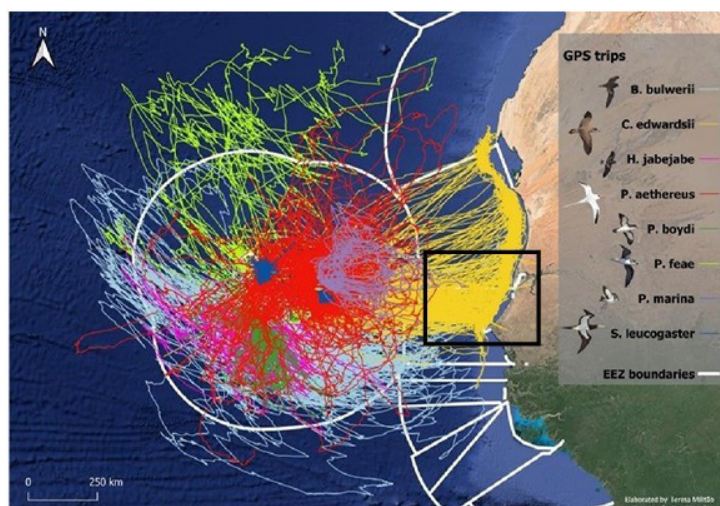 N
GPS trips
B. bulwerii
C. edwardsii
H. jabejabe
P. aethereus
P. boydi
P. feae
P. marina
S. leucogaster
EEZ boundaries
0 250 km
Elaborated by: Teresa Militão